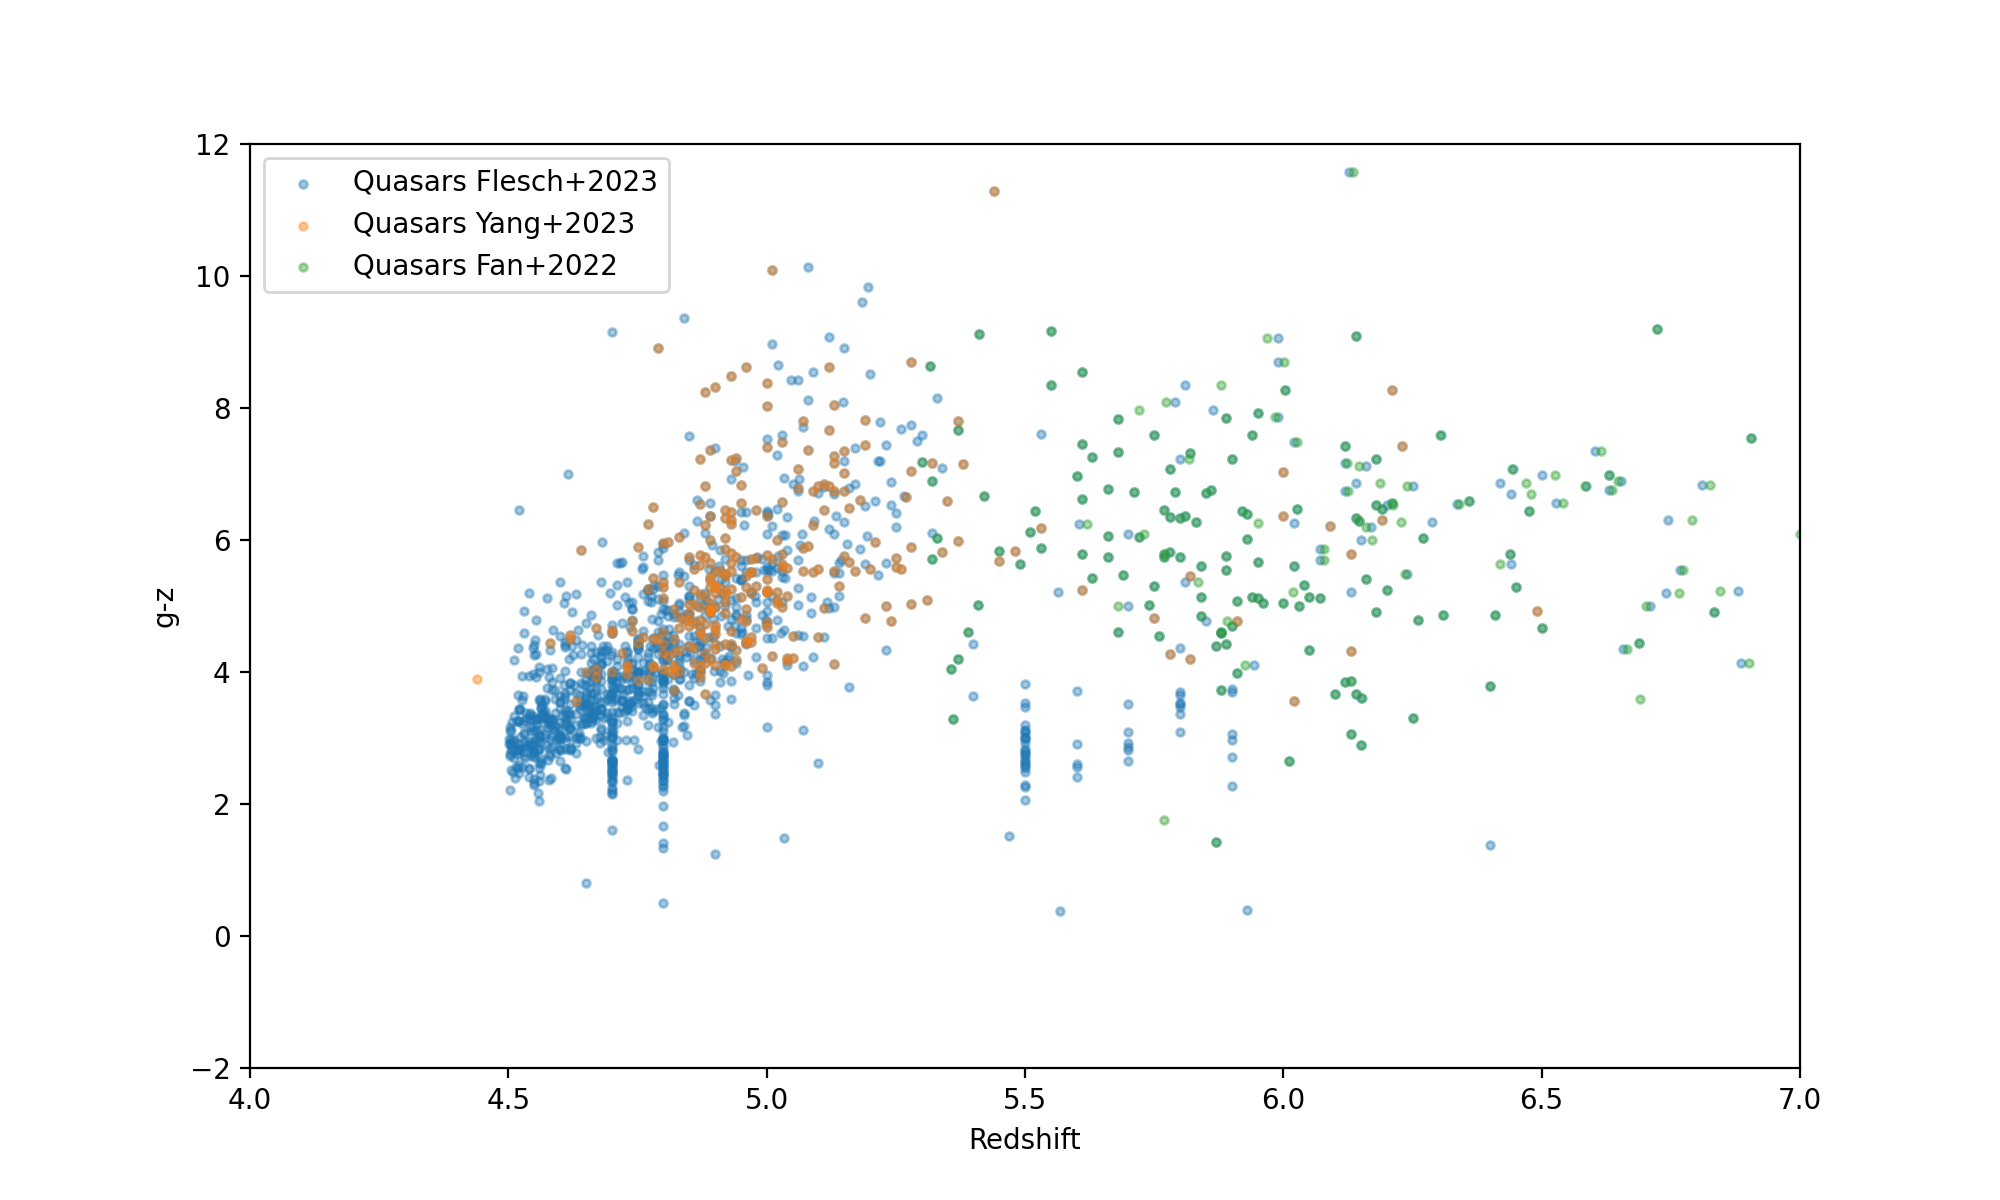 12
10
8
6
4
2
0
−2
g-z
Quasars Flesch+2023
Quasars Yang+2023
Quasars Fan+2022
4.0 4.5 5.0 5.5 6.0 6.5 7.0
Redshift